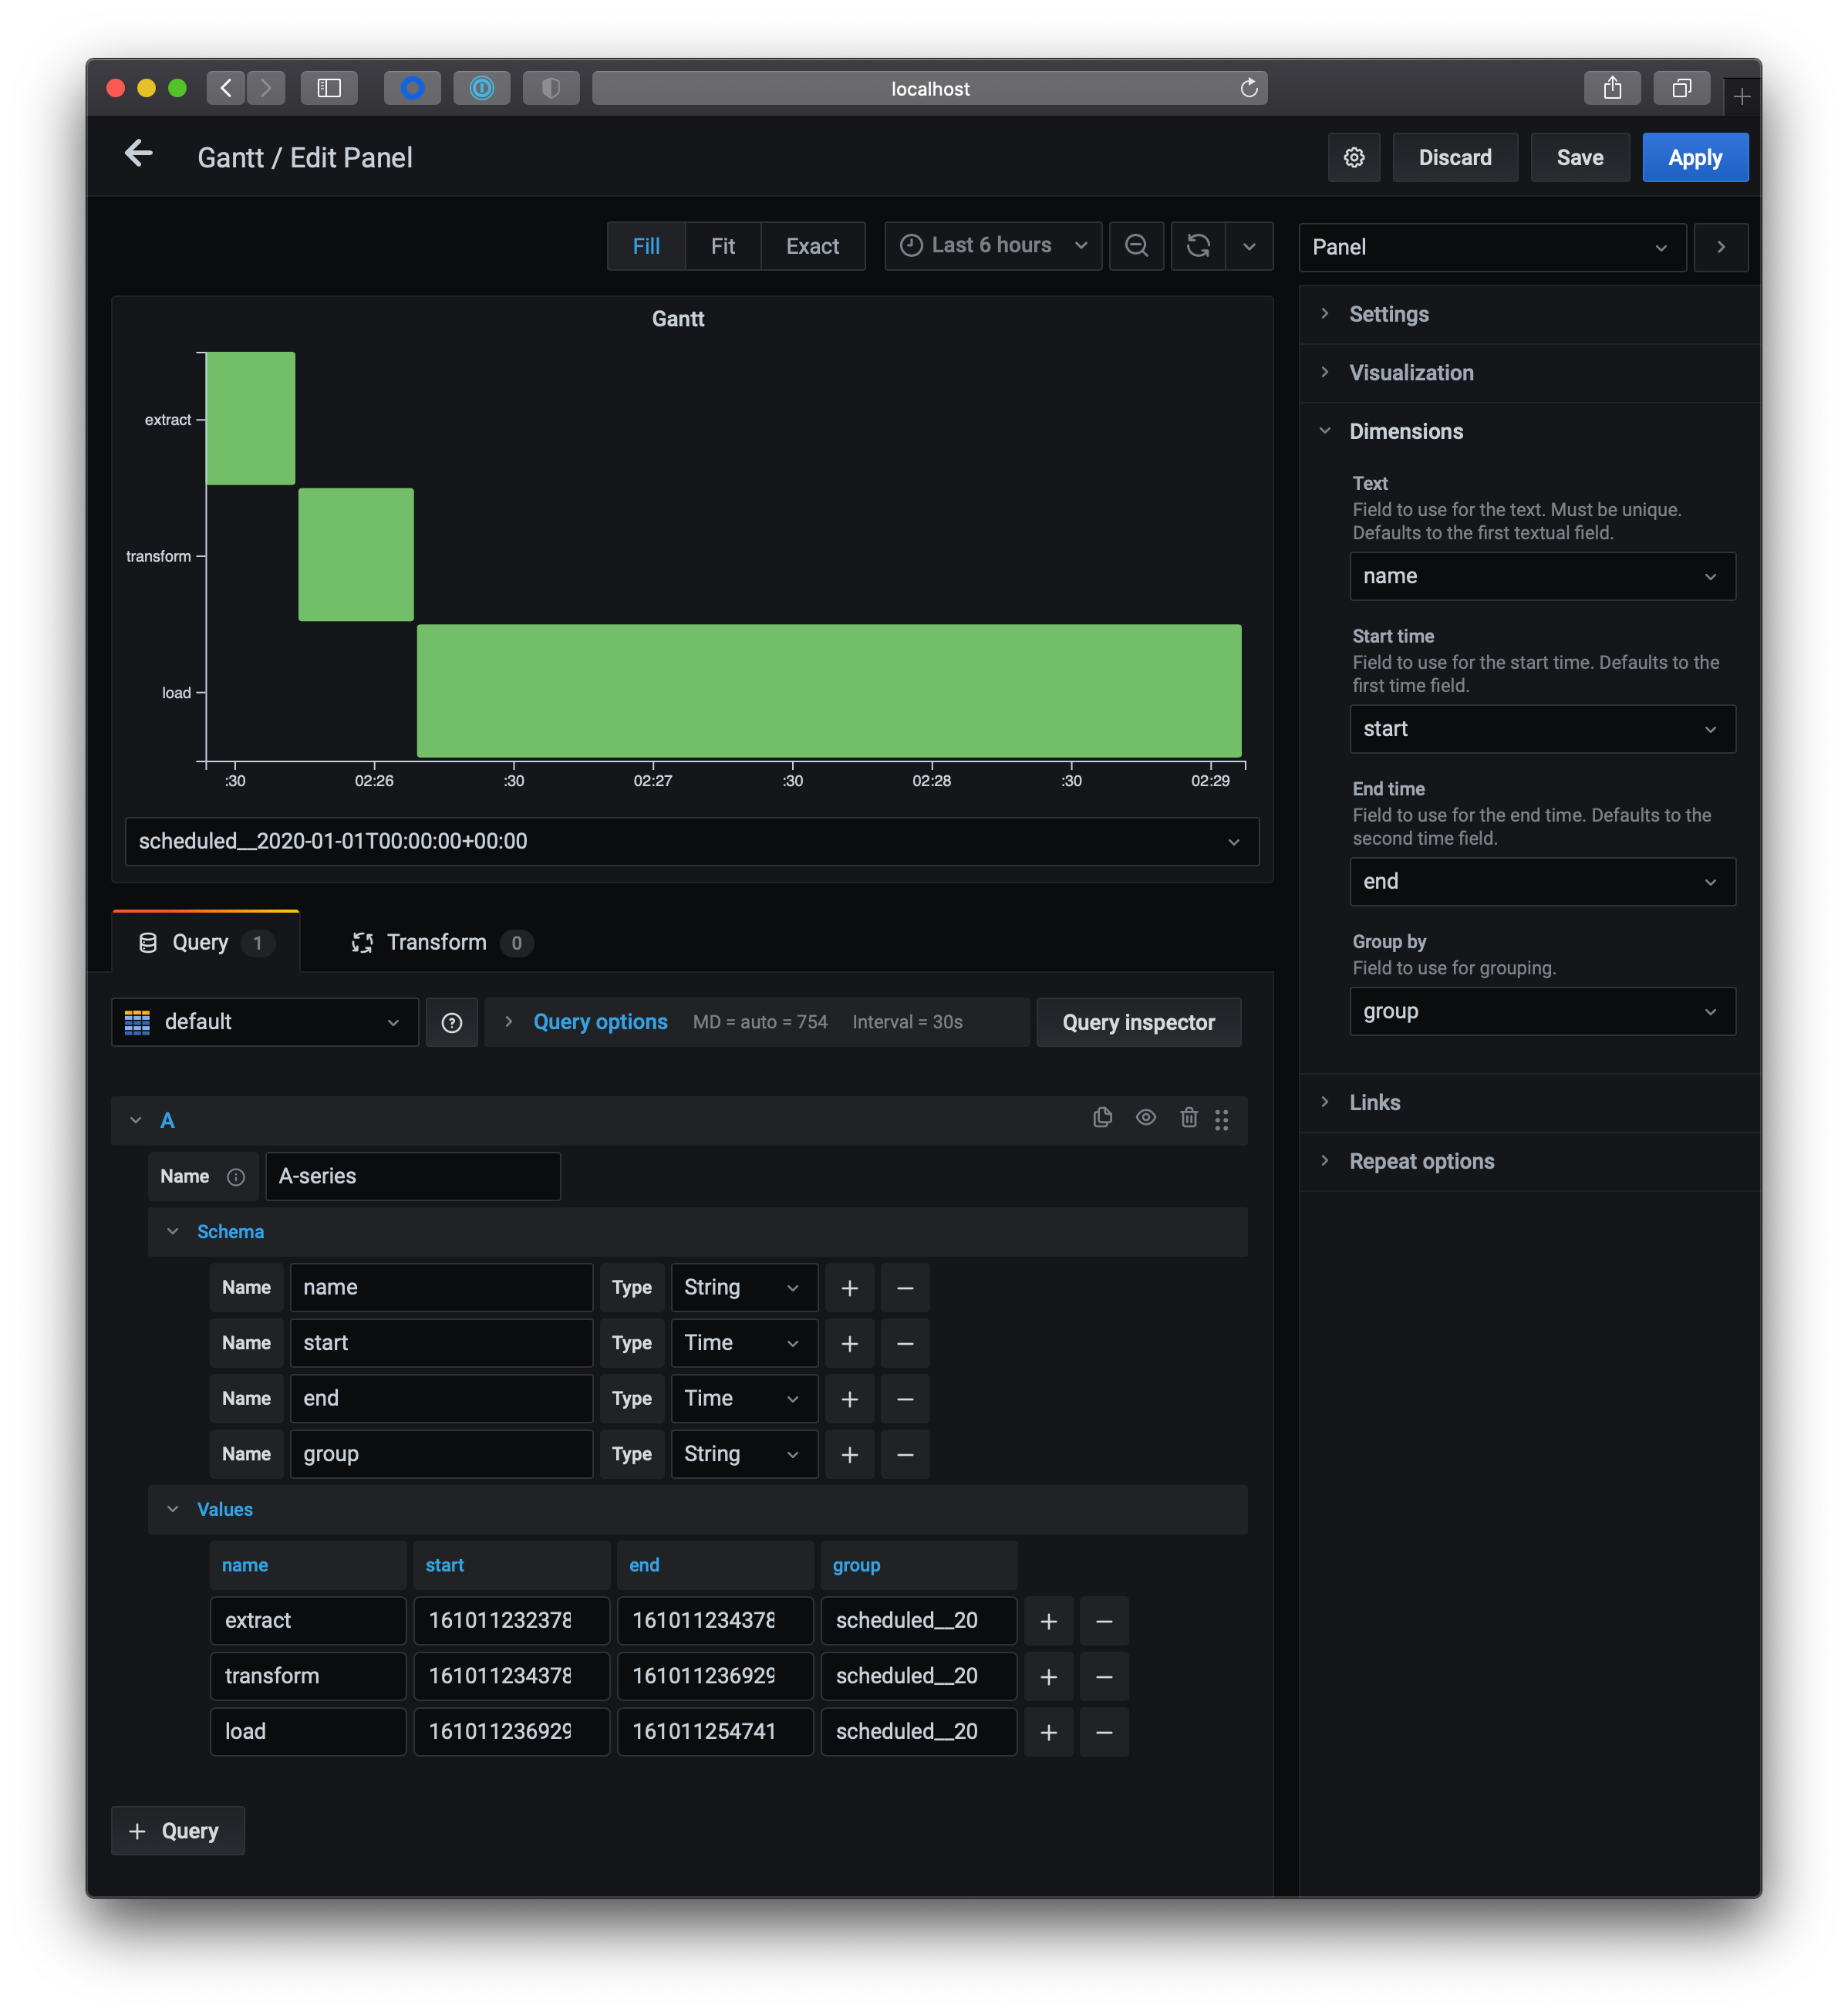 localhost
Gantt / Edit Panel
Discard
Save
Apply
Fill
Fit
Exact
Last 6 hours
Panel
Gantt
extract
transform
load
:30
02:26
:30
02:27
:30
02:28
:30
02:29
scheduled__2020-01-01T00:00:00+00:00
Query 1
Transform 0
default
Query options MD = auto = 754 Interval = 30s
Query inspector
A
Name A-series
Schema
Name name Type String
Name start Type Time
Name end Type Time
Name group Type String
Values
name start end group
extract 161011232378 161011234378 scheduled__20
transform 161011234378 161011236929 scheduled__20
load 161011236929 161011254741 scheduled__20
+ Query
Settings
Visualization
Dimensions
Text
Field to use for the text. Must be unique.
Defaults to the first textual field.
name
Start time
Field to use for the start time. Defaults to the
first time field.
start
End time
Field to use for the end time. Defaults to the
second time field.
end
Group by
Field to use for grouping.
group
Links
Repeat options